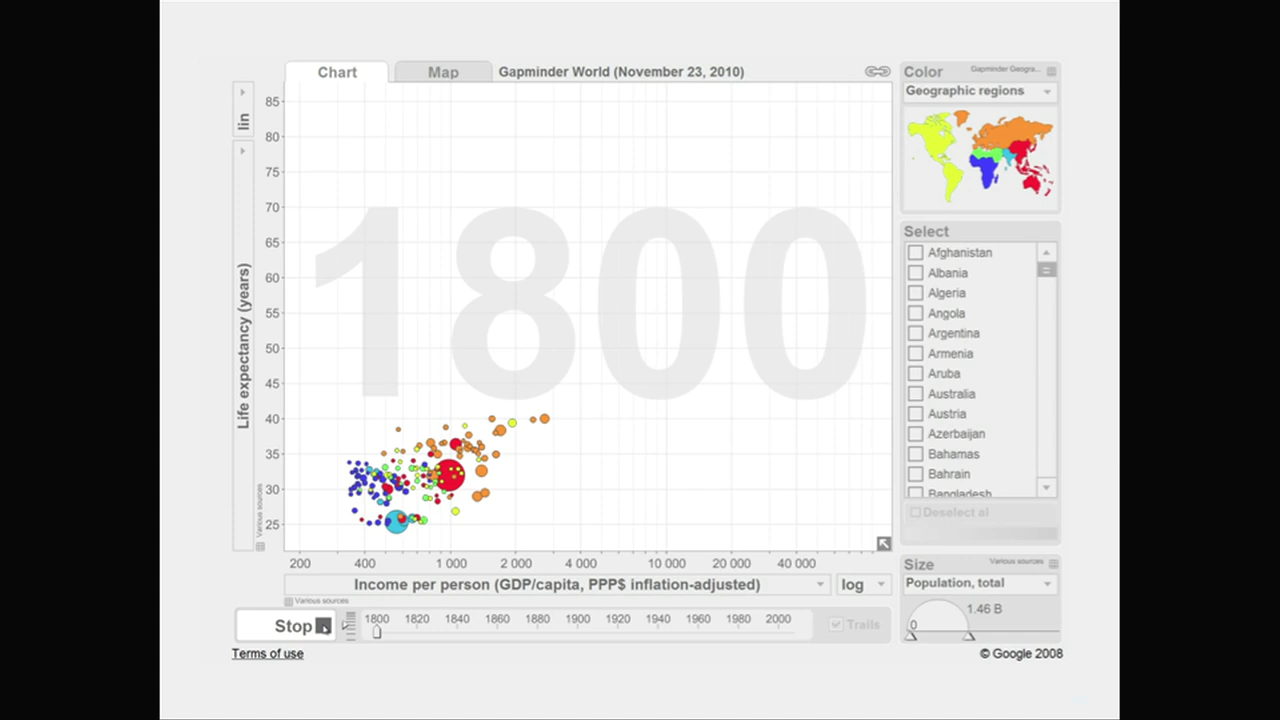 Chart
Map
Gapminder World (November 23, 2010)
Color
Gapminder Geogra...
Geographic regions
lin
Life expectancy (years)
Various sources
85
80
75
70
65
60
55
50
45
40
35
30
25
1800
Select
Afghanistan
Albania
Algeria
Angola
Argentina
Armenia
Aruba
Australia
Austria
Azerbaijan
Bahamas
Bahrain
Bangladesh
Deselect al
200 400 1 000 2 000 4 000 10 000 20 000 40 000
Income per person (GDP/capita, PPP$ inflation-adjusted)
log
Various sources
Size
Various sources
Population, total
1.46 B
0
Stop
1800 1820 1840 1860 1880 1900 1920 1940 1960 1980 2000
Trails
Terms of use
© Google 2008